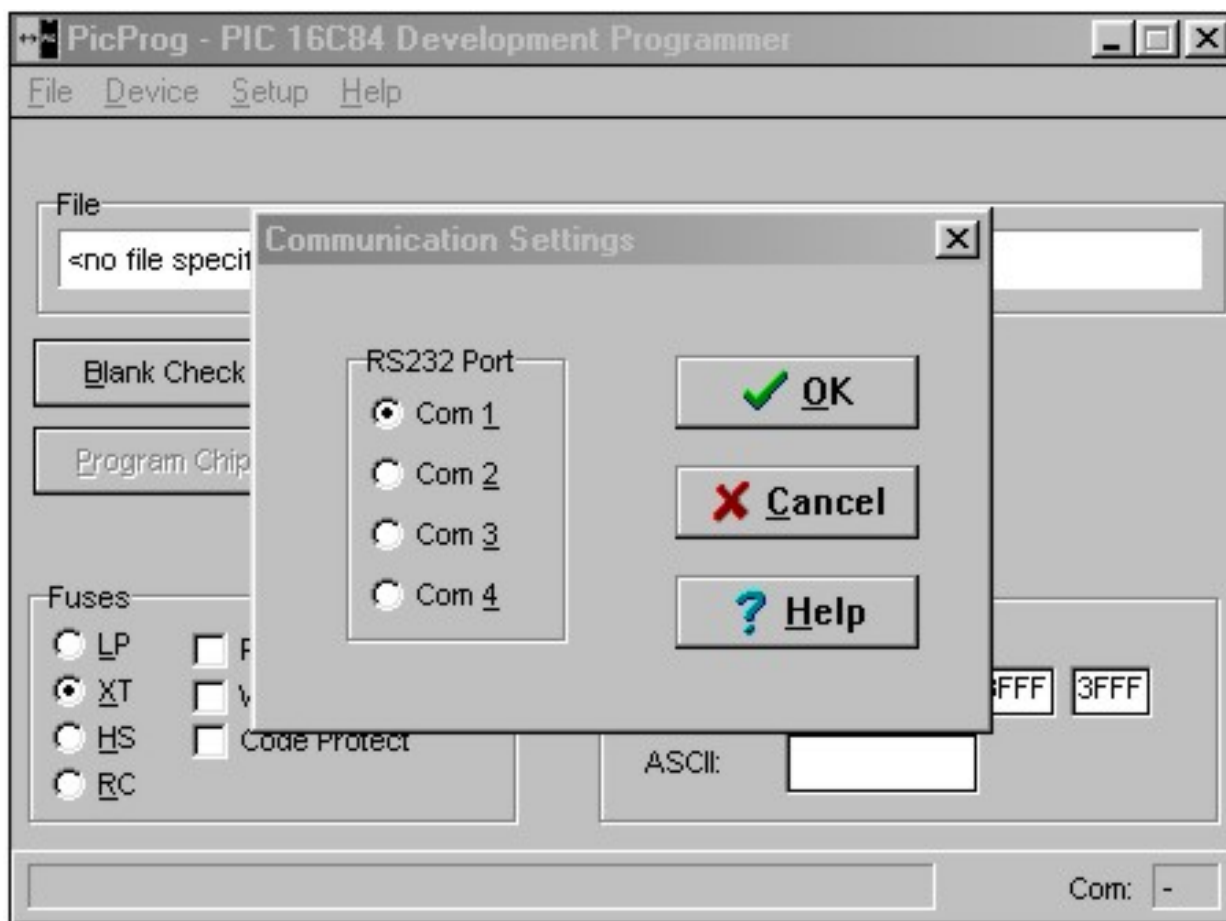 PicProg - PIC 16C84 Development Programmer
File Device Setup Help
File
<no file specif
Communication Settings
Blank Check
Program Chip
RS232 Port
Com 1
Com 2
Com 3
Com 4
OK
Cancel
Help
Fuses
LP
XT
HS
RC
Code Protect
3FFF
ASCII:
Com: -